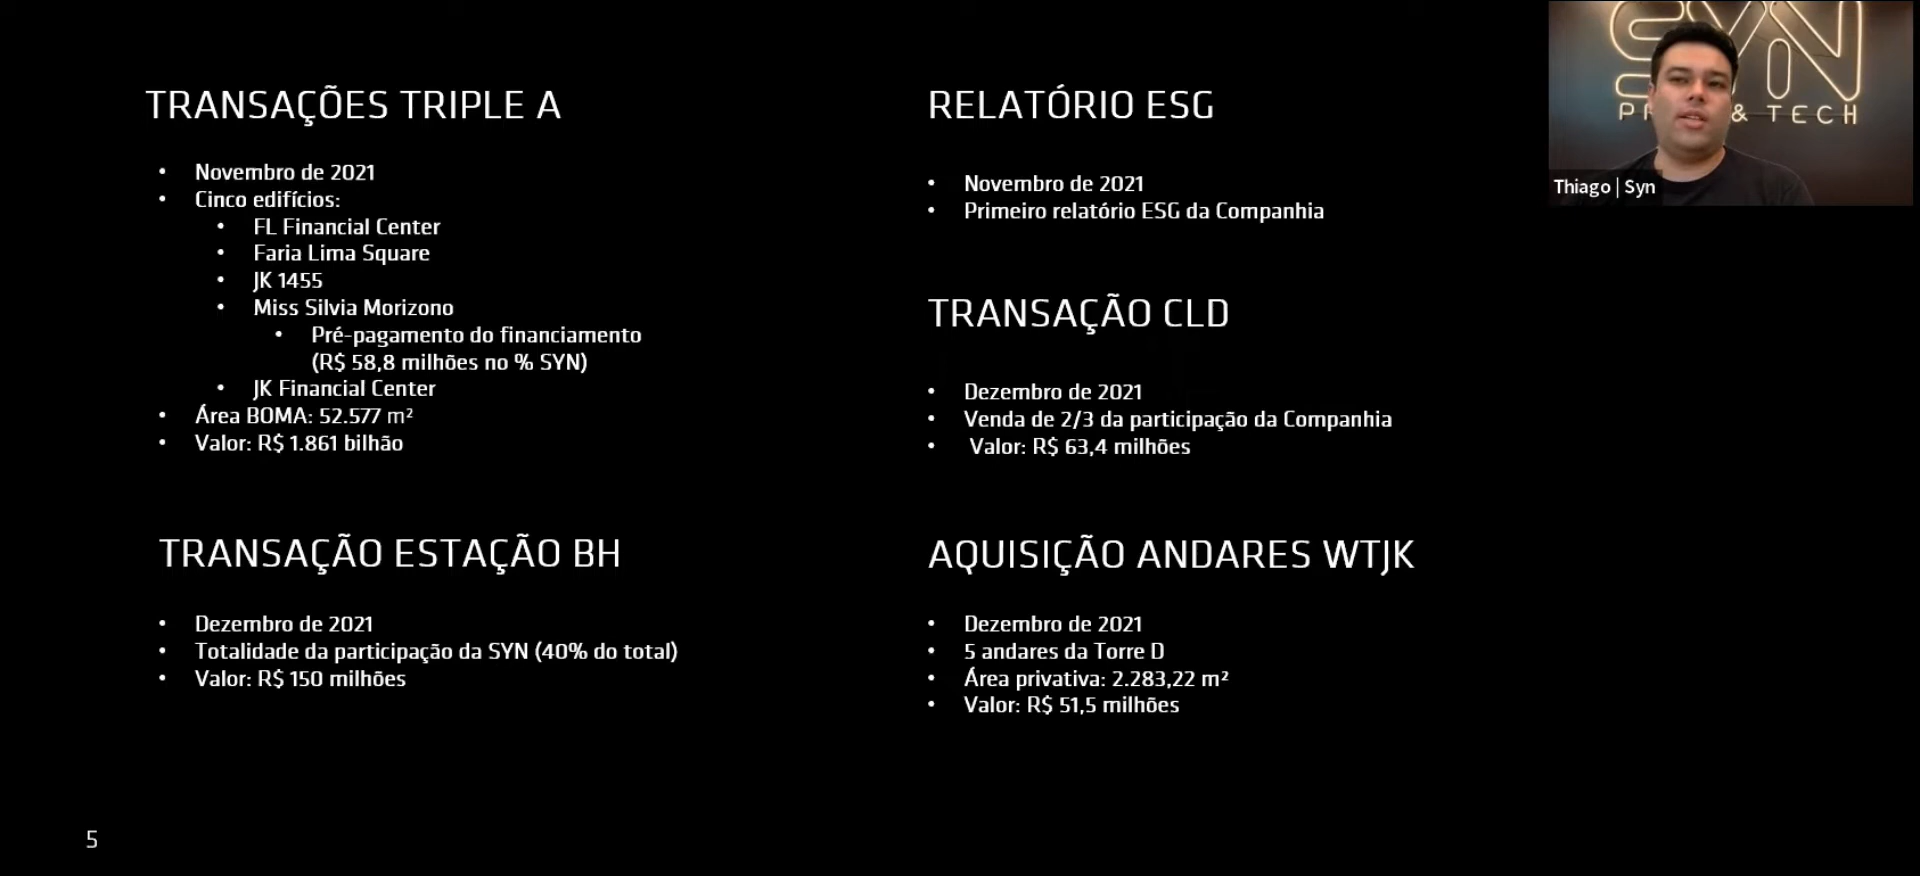 TRANSAÇÕES TRIPLE A
• Novembro de 2021
• Cinco edifícios:
• FL Financial Center
• Faria Lima Square
• JK 1455
• Miss Silvia Morizono
• Pré-pagamento do financiamento
(R$ 58,8 milhões no % SYN)
• JK Financial Center
• Área BOMA: 52.577 m²
• Valor: R$ 1.861 bilhão
TRANSAÇÃO ESTAÇÃO BH
• Dezembro de 2021
• Totalidade da participação da SYN (40% do total)
• Valor: R$ 150 milhões
5
RELATÓRIO ESG
• Novembro de 2021
• Primeiro relatório ESG da Companhia
TRANSAÇÃO CLD
• Dezembro de 2021
• Venda de 2/3 da participação da Companhia
• Valor: R$ 63,4 milhões
AQUISIÇÃO ANDARES WTJK
• Dezembro de 2021
• 5 andares da Torre D
• Área privativa: 2.283,22 m²
• Valor: R$ 51,5 milhões
SYN
& TECH
Thiago | Syn